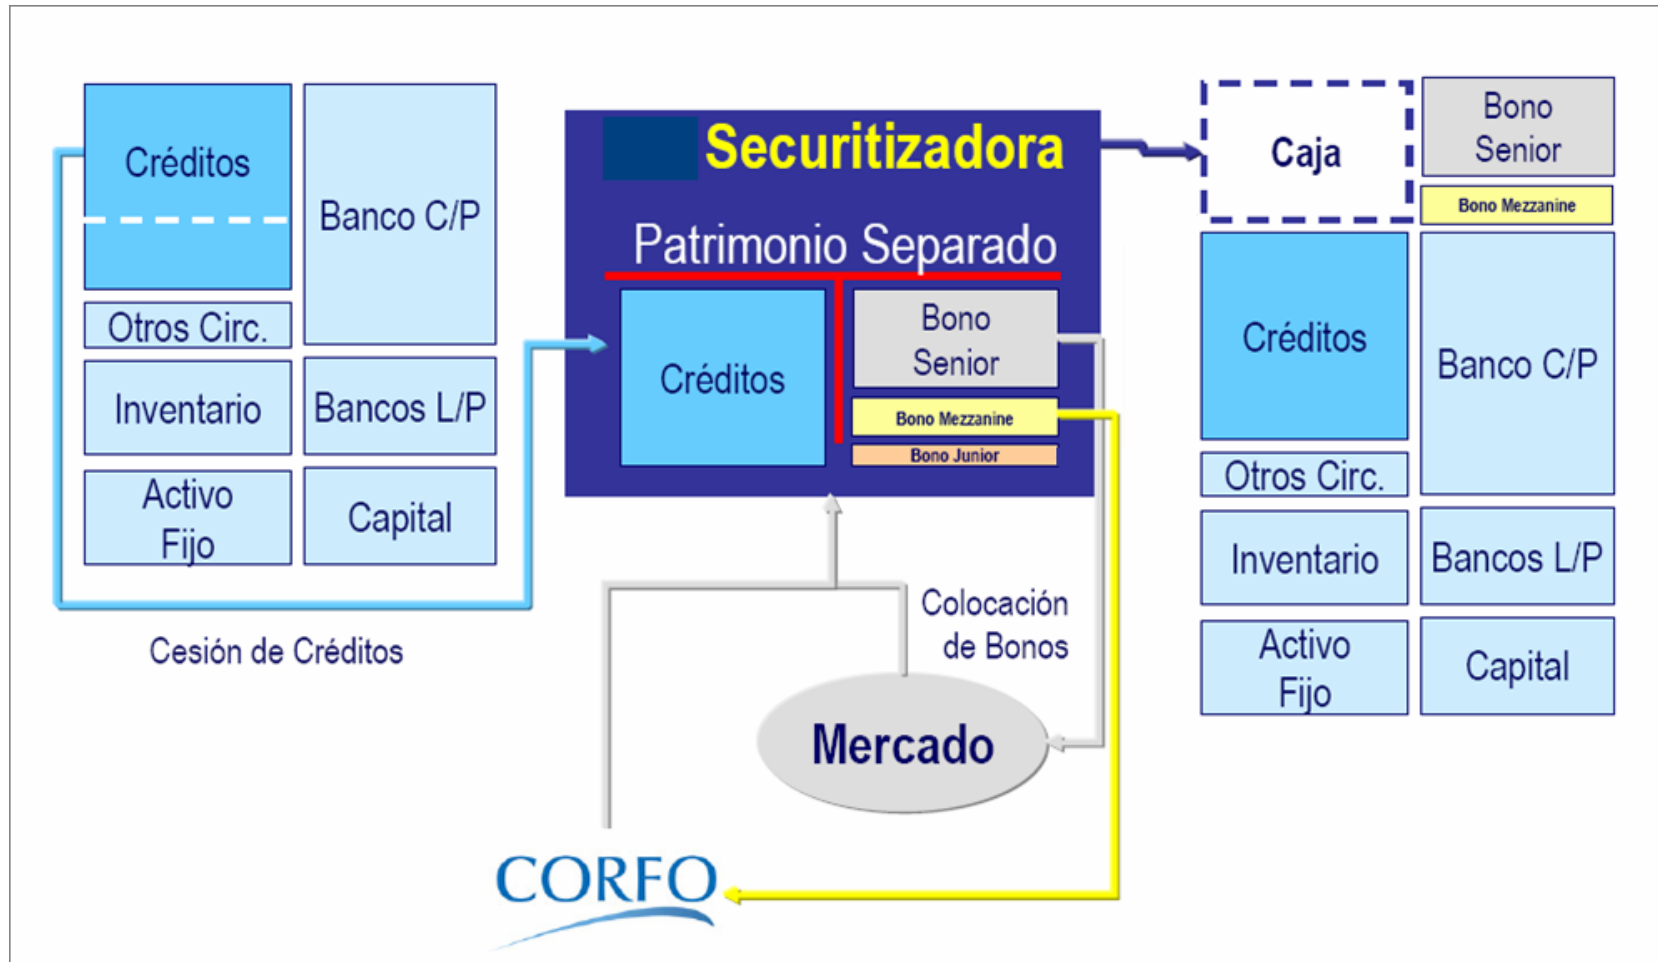 Créditos
Banco C/P
Otros Circ.
Inventario
Bancos L/P
Activo
Fijo
Capital
Cesión de Créditos
Securitizadora
Patrimonio Separado
Créditos
Bono
Senior
Bono Mezzanine
Bono Junior
Colocación
de Bonos
Mercado
CORFO
Caja
Bono
Senior
Bono Mezzanine
Créditos
Banco C/P
Otros Circ.
Inventario
Bancos L/P
Activo
Fijo
Capital